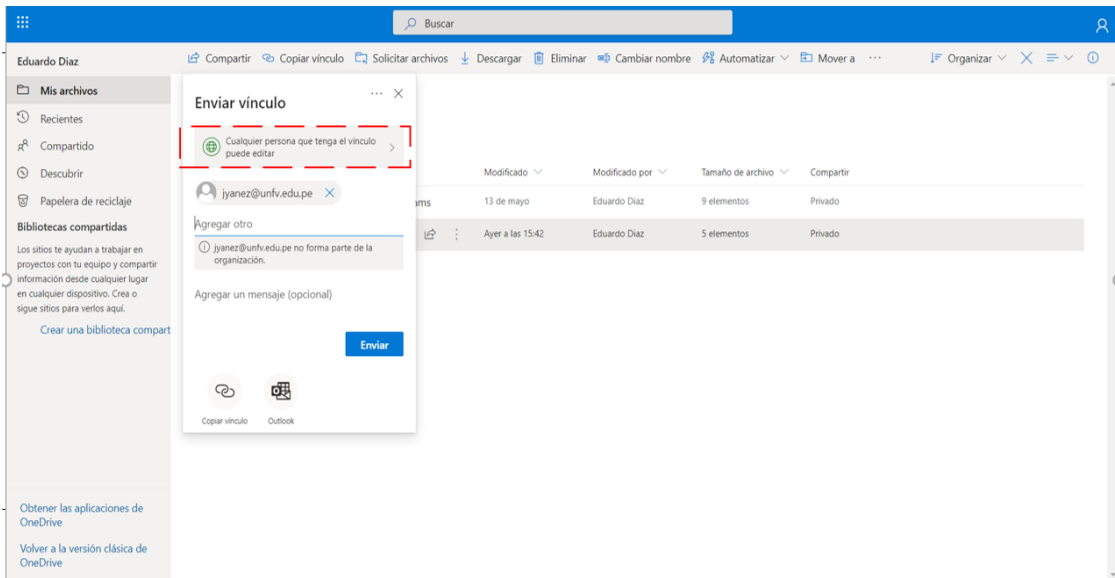 Buscar
Eduardo Diaz
Compartir
Copiar vínculo
Solicitar archivos
Descargar
Eliminar
Cambiar nombre
Automatizar
Mover a
Organizar
Mis archivos
Recientes
Compartido
Descubrir
Papelera de reciclaje
Bibliotecas compartidas
Los sitios te ayudan a trabajar en
proyectos con tu equipo y compartir
información desde cualquier lugar
en cualquier dispositivo. Crea o
sigue sitios para verlos aquí.
Crear una biblioteca compart
Obtener las aplicaciones de
OneDrive
Volver a la versión clásica de
OneDrive
Enviar vínculo
Cualquier persona que tenga el vínculo
puede editar
jyanez@unfv.edu.pe
Agregar otro
jyanez@unfv.edu.pe no forma parte de la
organización.
Agregar un mensaje (opcional)
Enviar
Copiar vínculo
Outlook
Modificado
Modificado por
Tamaño de archivo
Compartir
ams
13 de mayo
Eduardo Diaz
9 elementos
Privado
Ayer a las 15:42
Eduardo Diaz
5 elementos
Privado